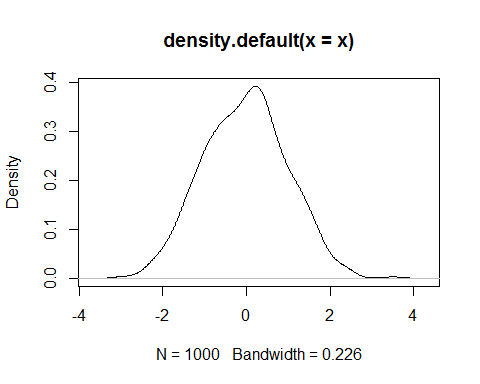 density.default(x = x)
Density
0.0 0.1 0.2 0.3 0.4
-4 -2 0 2 4
N = 1000 Bandwidth = 0.226